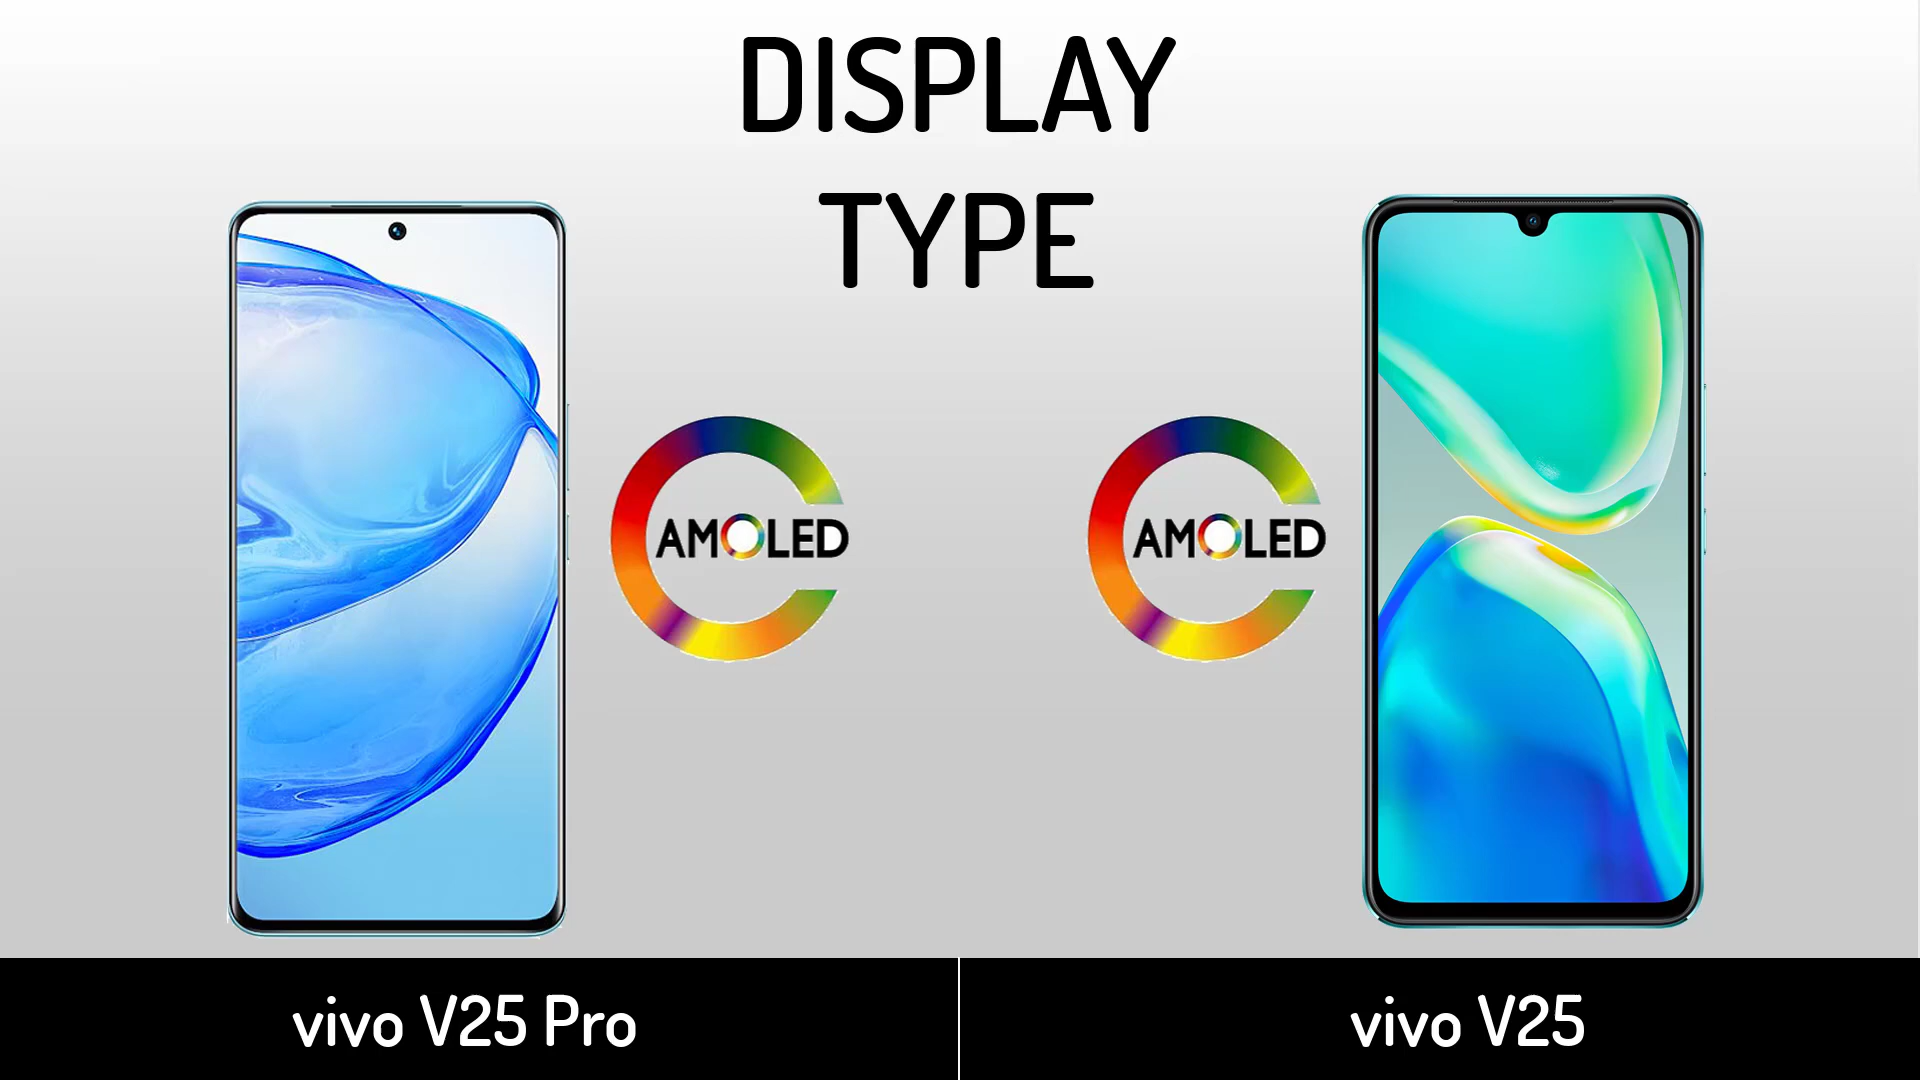 DISPLAY
TYPE
AMOLED
AMOLED
vivo V25 Pro
vivo V25